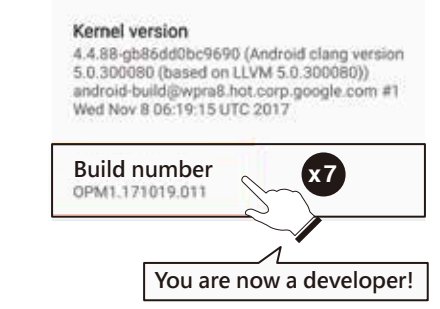 Kernel version
4.4.88-gb86dd0bc9690 (Android clang version
5.0.300080 (based on LLVM 5.0.300080))
android-build@wpra8.hot.corp.google.com #1
Wed Nov 8 06:19:15 UTC 2017
Build number
OPM1.171019.011
x7
You are now a developer!